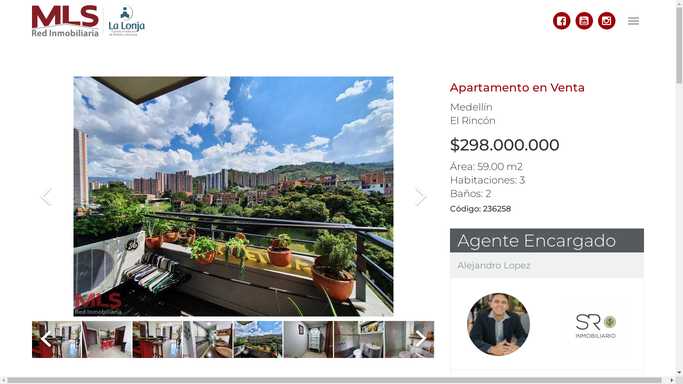 MLS
Red Inmobiliaria
La Lonja
Apartamento en Venta
Medellín
El Rincón
$298.000.000
Área: 59.00 m2
Habitaciones: 3
Baños: 2
Código: 236258
Agente Encargado
Alejandro Lopez
MLS
Red Inmobiliaria
SR
INMOBILIARIO